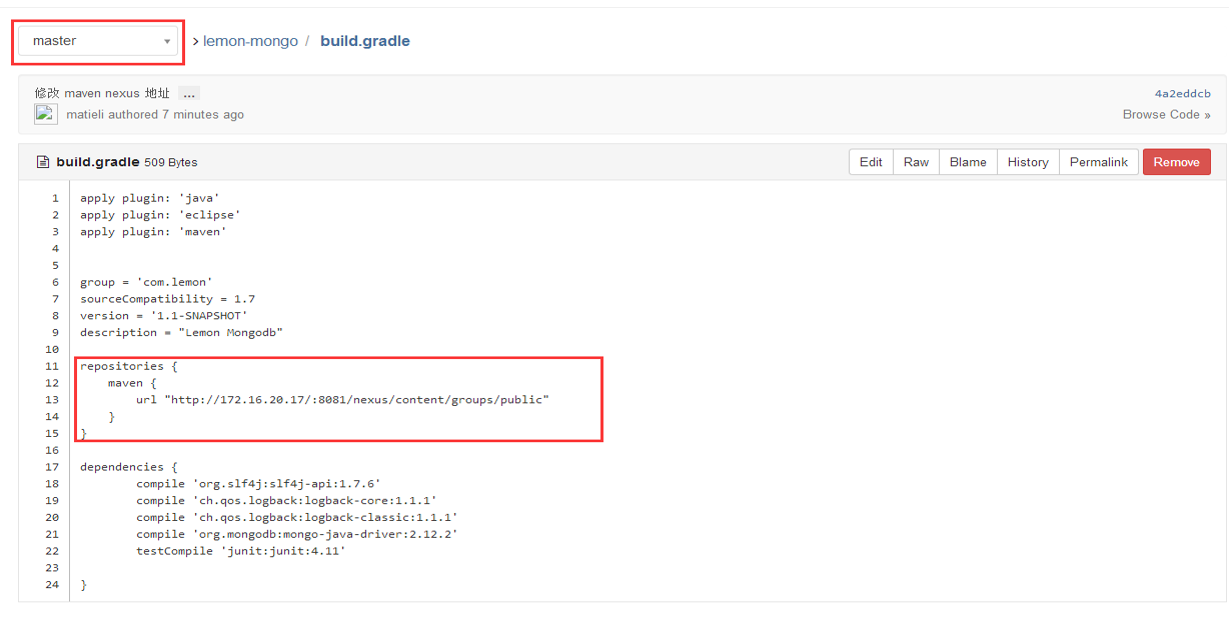 master > lemon-mongo / build.gradle
修改 maven nexus 地址 ... 4a2eddcb
matieli authored 7 minutes ago Browse Code »
build.gradle 509 Bytes Edit Raw Blame History Permalink Remove
1 apply plugin: 'java'
2 apply plugin: 'eclipse'
3 apply plugin: 'maven'
4
5
6 group = 'com.lemon'
7 sourceCompatibility = 1.7
8 version = '1.1-SNAPSHOT'
9 description = "Lemon Mongodb"
10
11 repositories {
12     maven {
13         url "http://172.16.20.17/:8081/nexus/content/groups/public"
14     }
15 }
16
17 dependencies {
18         compile 'org.slf4j:slf4j-api:1.7.6'
19         compile 'ch.qos.logback:logback-core:1.1.1'
20         compile 'ch.qos.logback:logback-classic:1.1.1'
21         compile 'org.mongodb:mongo-java-driver:2.12.2'
22         testCompile 'junit:junit:4.11'
23
24 }